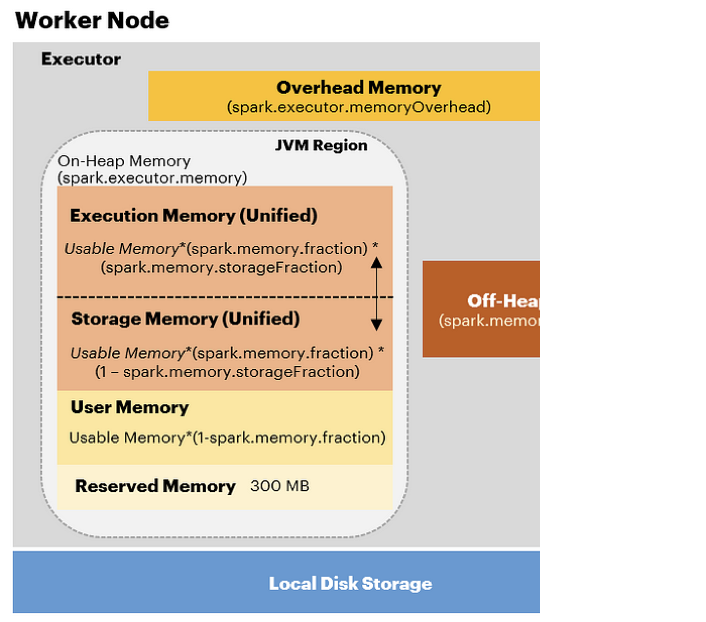 Worker Node
Executor
Overhead Memory
(spark.executor.memoryOverhead)
JVM Region
On-Heap Memory
(spark.executor.memory)
Execution Memory (Unified)
Usable Memory*(spark.memory.fraction) *
(spark.memory.storageFraction)
Storage Memory (Unified)
Usable Memory*(spark.memory.fraction) *
(1 – spark.memory.storageFraction)
Off-Hea
(spark.memor
User Memory
Usable Memory*(1-spark.memory.fraction)
Reserved Memory 300 MB
Local Disk Storage